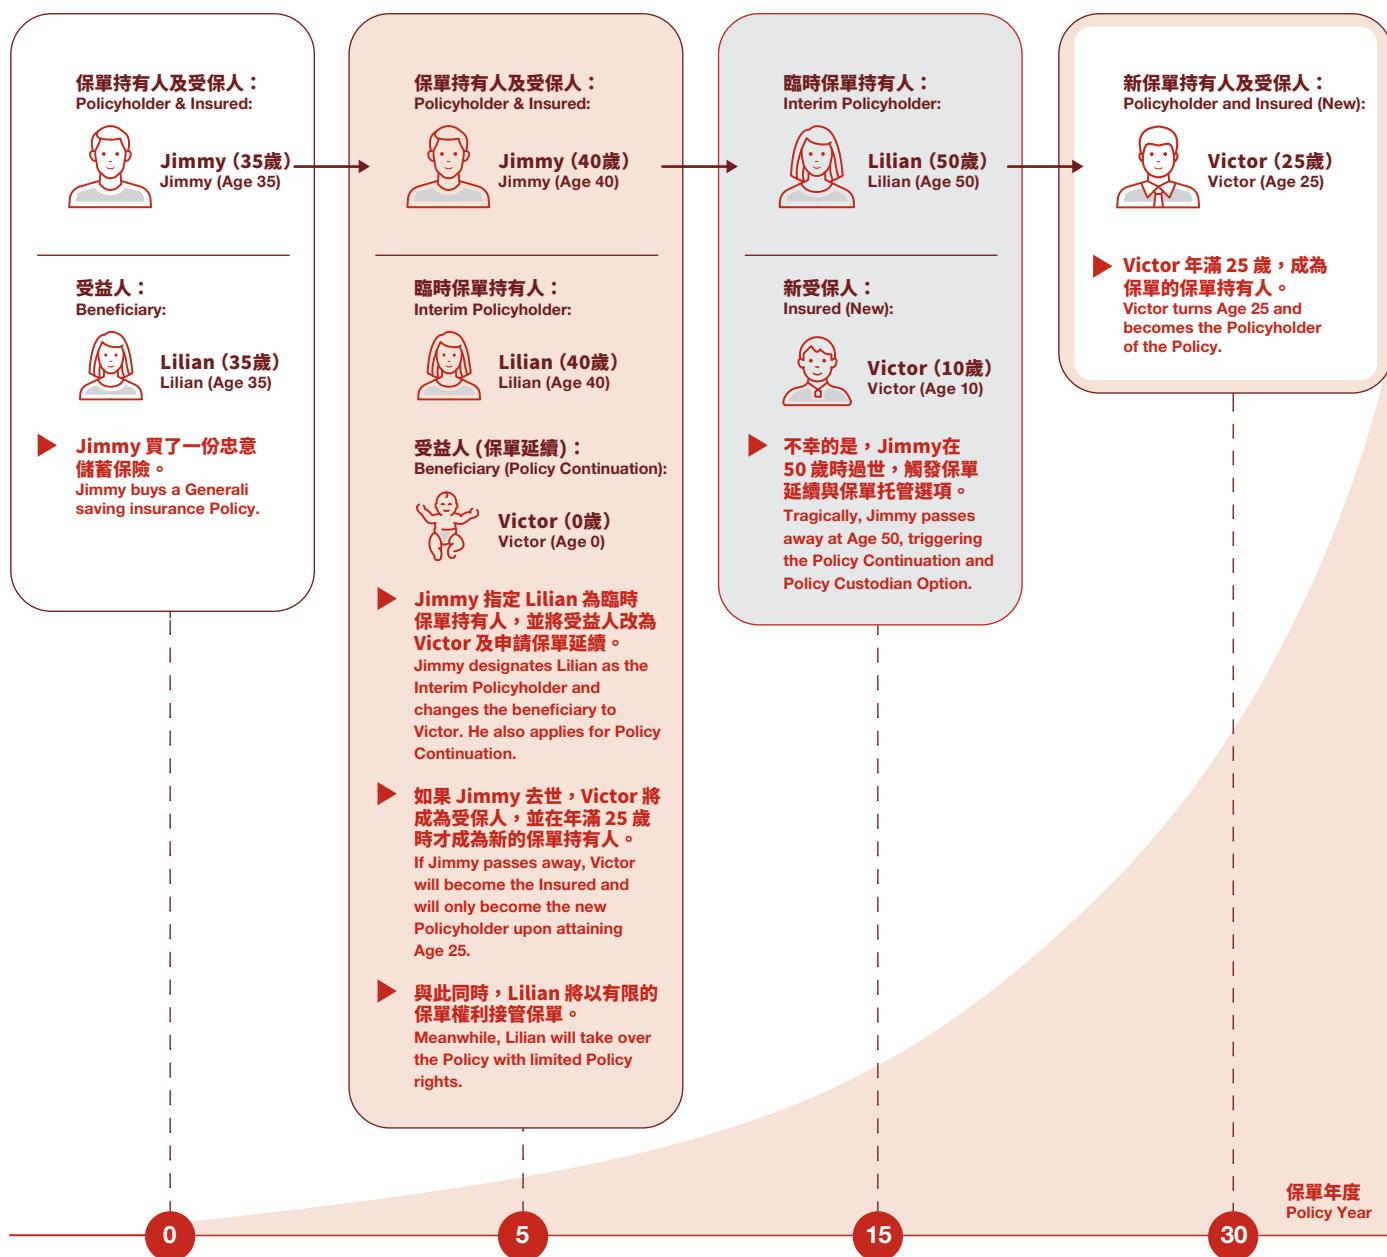 保單持有人及受保人：
Policyholder & Insured:
Jimmy（35歲）
Jimmy (Age 35)
受益人：
Beneficiary:
Lilian（35歲）
Lilian (Age 35)
Jimmy 買了一份忠意
儲蓄保險。
Jimmy buys a Generali
saving insurance Policy.
保單持有人及受保人：
Policyholder & Insured:
Jimmy（40歲）
Jimmy (Age 40)
臨時保單持有人：
Interim Policyholder:
Lilian（40歲）
Lilian (Age 40)
受益人 (保單延續)：
Beneficiary (Policy Continuation):
Victor（0歲）
Victor (Age 0)
Jimmy 指定 Lilian 為臨時
保單持有人，並將受益人改為
Victor 及申請保單延續。
Jimmy designates Lilian as the
Interim Policyholder and
changes the beneficiary to
Victor. He also applies for Policy
Continuation.
如果 Jimmy 去世，Victor 將
成為受保人，並在年滿 25 歲
時才成為新的保單持有人。
If Jimmy passes away, Victor
will become the Insured and
will only become the new
Policyholder upon attaining
Age 25.
與此同時，Lilian 將以有限的
保單權利接管保單。
Meanwhile, Lilian will take over
the Policy with limited Policy
rights.
臨時保單持有人：
Interim Policyholder:
Lilian（50歲）
Lilian (Age 50)
新受保人：
Insured (New):
Victor（10歲）
Victor (Age 10)
不幸的是，Jimmy在
50 歲時過世，觸發保單
延續與保單托管選項。
Tragically, Jimmy passes
away at Age 50, triggering
the Policy Continuation and
Policy Custodian Option.
新保單持有人及受保人：
Policyholder and Insured (New):
Victor（25歲）
Victor (Age 25)
Victor 年滿 25 歲，成為
保單的保單持有人。
Victor turns Age 25 and
becomes the Policyholder
of the Policy.
保單年度
Policy Year
0
5
15
30